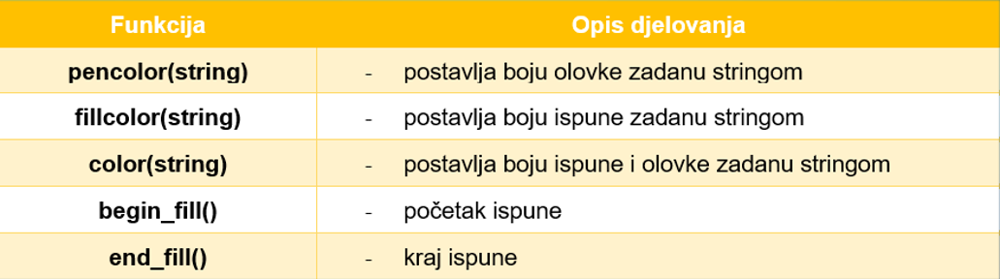 Funkcija Opis djelovanja
pencolor(string) - postavlja boju olovke zadanu stringom
fillcolor(string) - postavlja boju ispune zadanu stringom
color(string) - postavlja boju ispune i olovke zadanu stringom
begin_fill() - početak ispune
end_fill() - kraj ispune